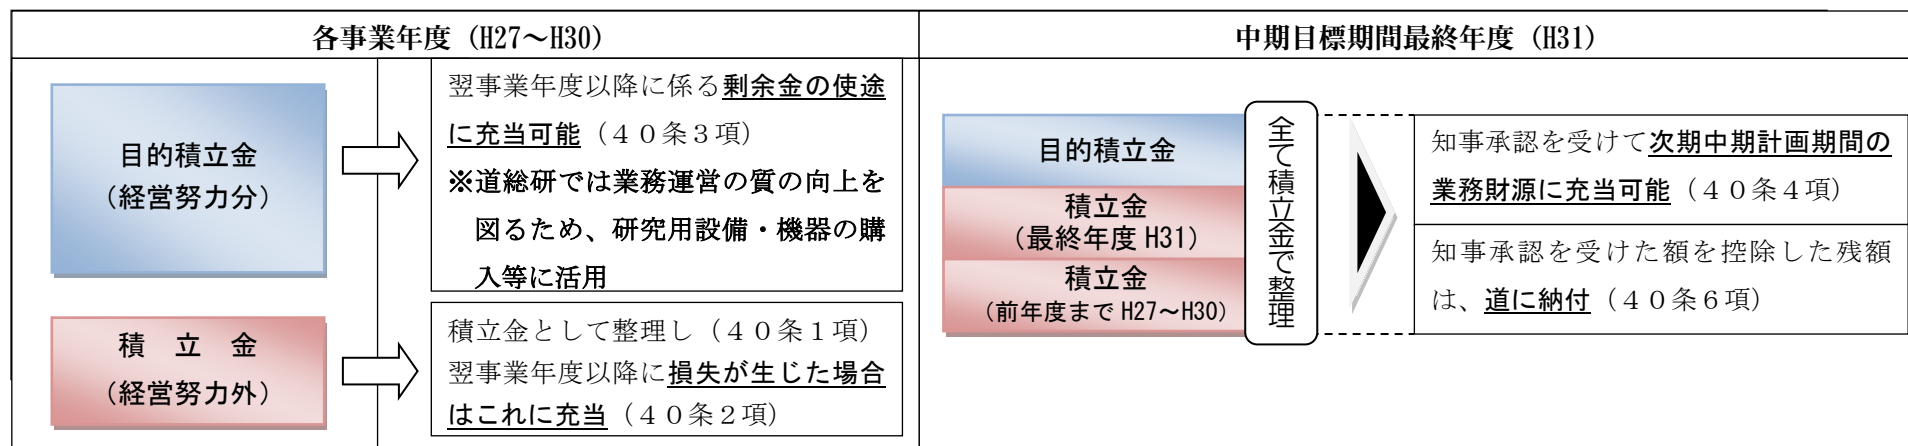 各事業年度（H27～H30）
目的積立金
（経営努力分）
翌事業年度以降に係る剰余金の使途
に充当可能（４０条３項）
※道総研では業務運営の質の向上を
図るため、研究用設備・機器の購
入等に活用
積　立　金
（経営努力外）
積立金として整理し（４０条１項）
翌事業年度以降に損失が生じた場合
はこれに充当（４０条２項）
中期目標期間最終年度（H31）
目的積立金
積立金
（最終年度 H31）
積立金
（前年度まで H27～H30）
全て積立金で整理
知事承認を受けて次期中期計画期間の
業務財源に充当可能（４０条４項）
知事承認を受けた額を控除した残額
は、道に納付（４０条６項）